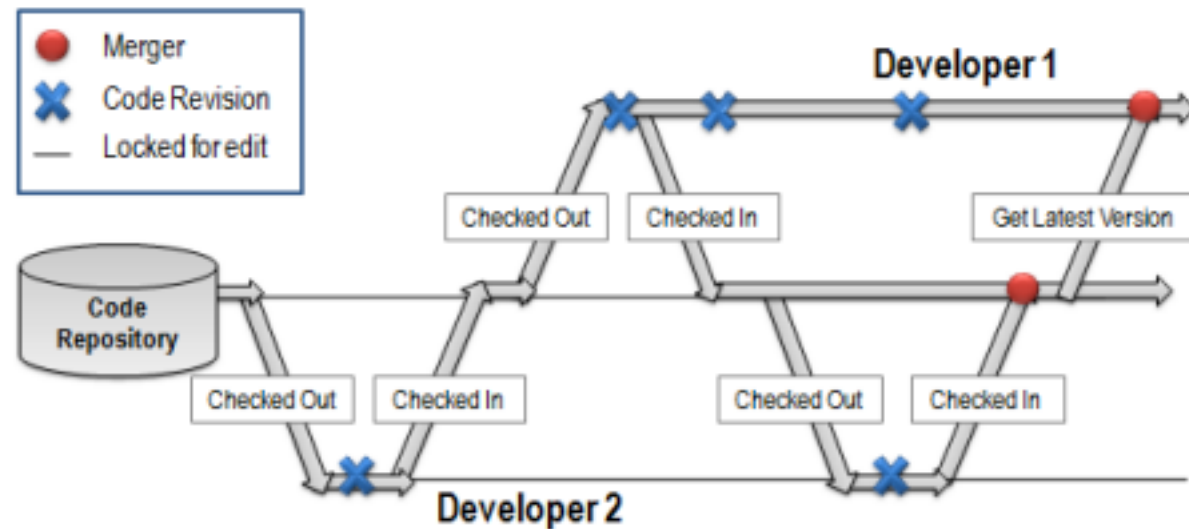 Merger
Code Revision
Locked for edit
Developer 1
Checked Out
Checked In
Get Latest Version
Code
Repository
Checked Out
Checked In
Checked Out
Checked In
Developer 2